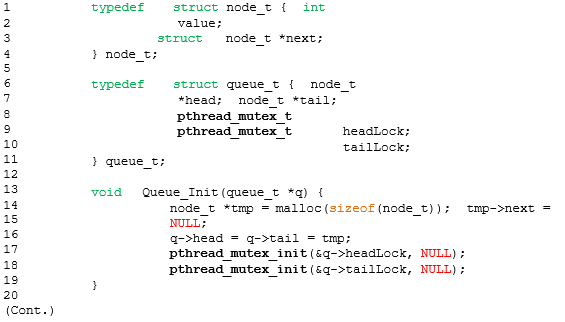 1 typedef struct node_t { int
2 value;
3 struct node_t *next;
4 } node_t;
5
6 typedef struct queue_t { node_t
7 *head; node_t *tail;
8 pthread_mutex_t
9 pthread_mutex_t headLock;
10 tailLock;
11 } queue_t;
12
13 void Queue_Init(queue_t *q) {
14 node_t *tmp = malloc(sizeof(node_t)); tmp->next =
15 NULL;
16 q->head = q->tail = tmp;
17 pthread_mutex_init(&q->headLock, NULL);
18 pthread_mutex_init(&q->tailLock, NULL);
19 }
20
(Cont.)